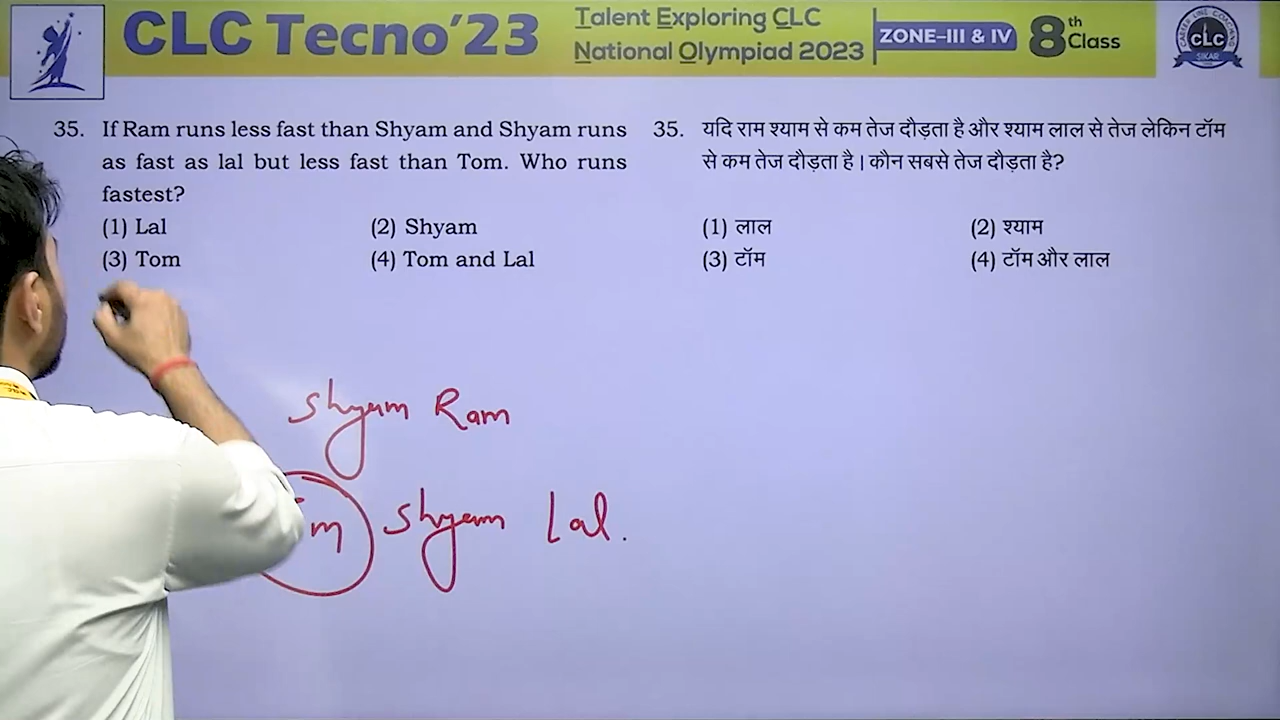 CLC Tecno'23
Talent Exploring CLC
National Olympiad 2023
ZONE–III & IV
8th Class
CLC
SIKAR
35. If Ram runs less fast than Shyam and Shyam runs
as fast as lal but less fast than Tom. Who runs
fastest?
(1) Lal (2) Shyam
(3) Tom (4) Tom and Lal
35. यदि राम श्याम से कम तेज दौड़ता है और श्याम लाल से तेज लेकिन टॉम
से कम तेज दौड़ता है। कौन सबसे तेज दौड़ता है?
(1) लाल (2) श्याम
(3) टॉम (4) टॉम और लाल
Shyam Ram
Shyam Lal.